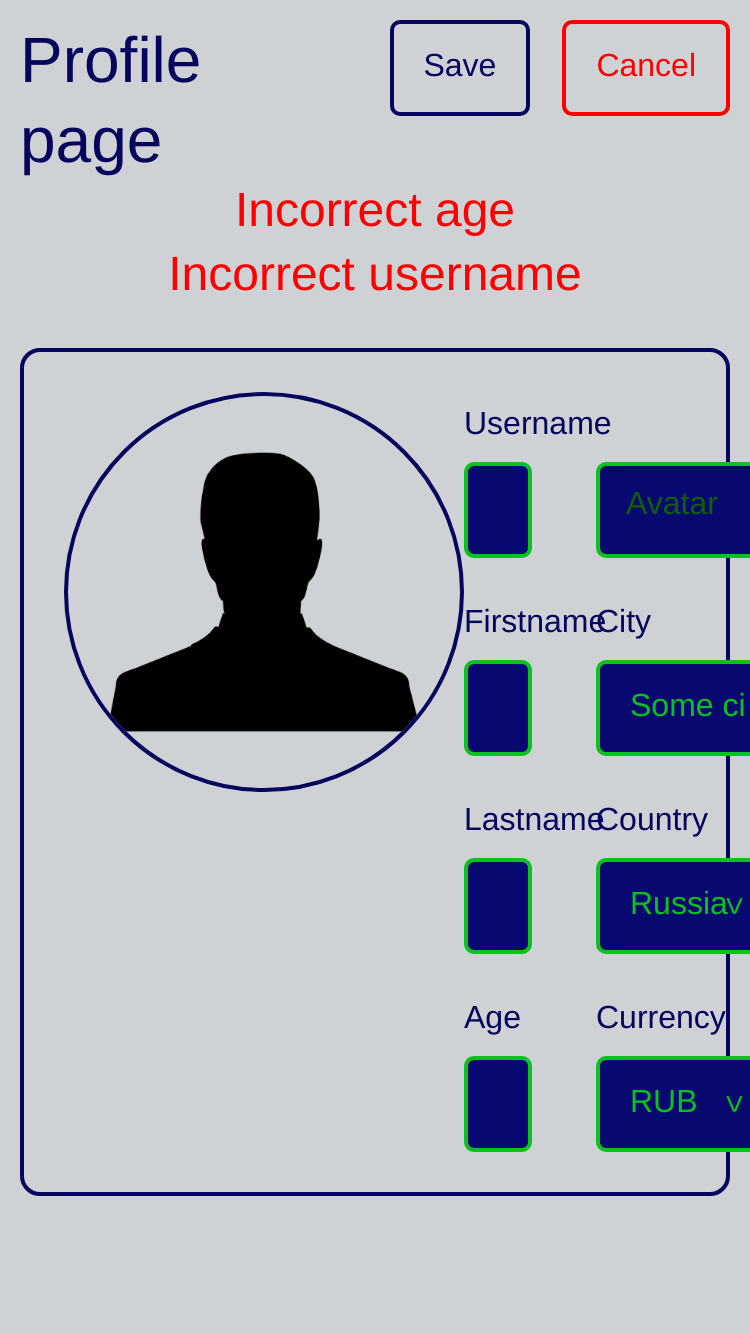 Profile
page
Save
Cancel
Incorrect age
Incorrect username
Username
Avatar
Firstname
City
Some ci
Lastname
Country
Russia
Age
Currency
RUB